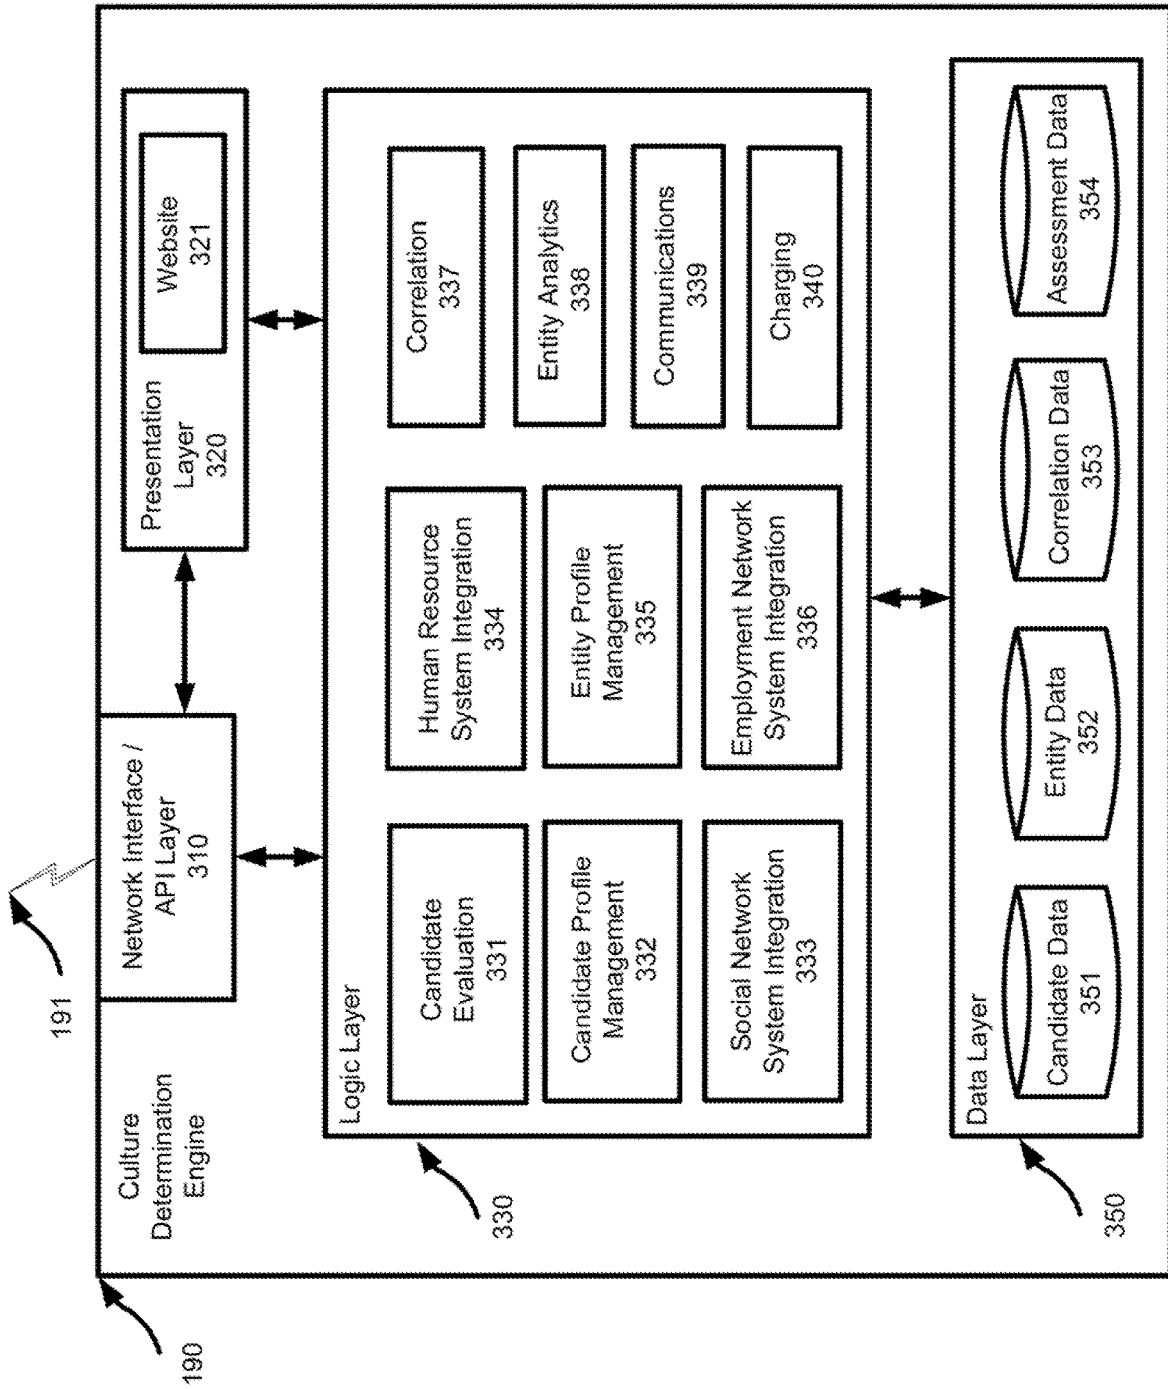 190
191
Culture
Determination
Engine
Network Interface /
API Layer
310
Presentation
Layer
320
Website
321
330
Logic Layer
Candidate
Evaluation
331
Human Resource
System Integration
334
Correlation
337
Candidate Profile
Management
332
Entity Profile
Management
335
Entity Analytics
338
Social Network
System Integration
333
Employment Network
System Integration
336
Communications
339
Charging
340
350
Data Layer
Candidate Data
351
Entity Data
352
Correlation Data
353
Assessment Data
354